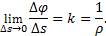 lim_{Δs→0} Δφ/Δs = k = 1/ρ.